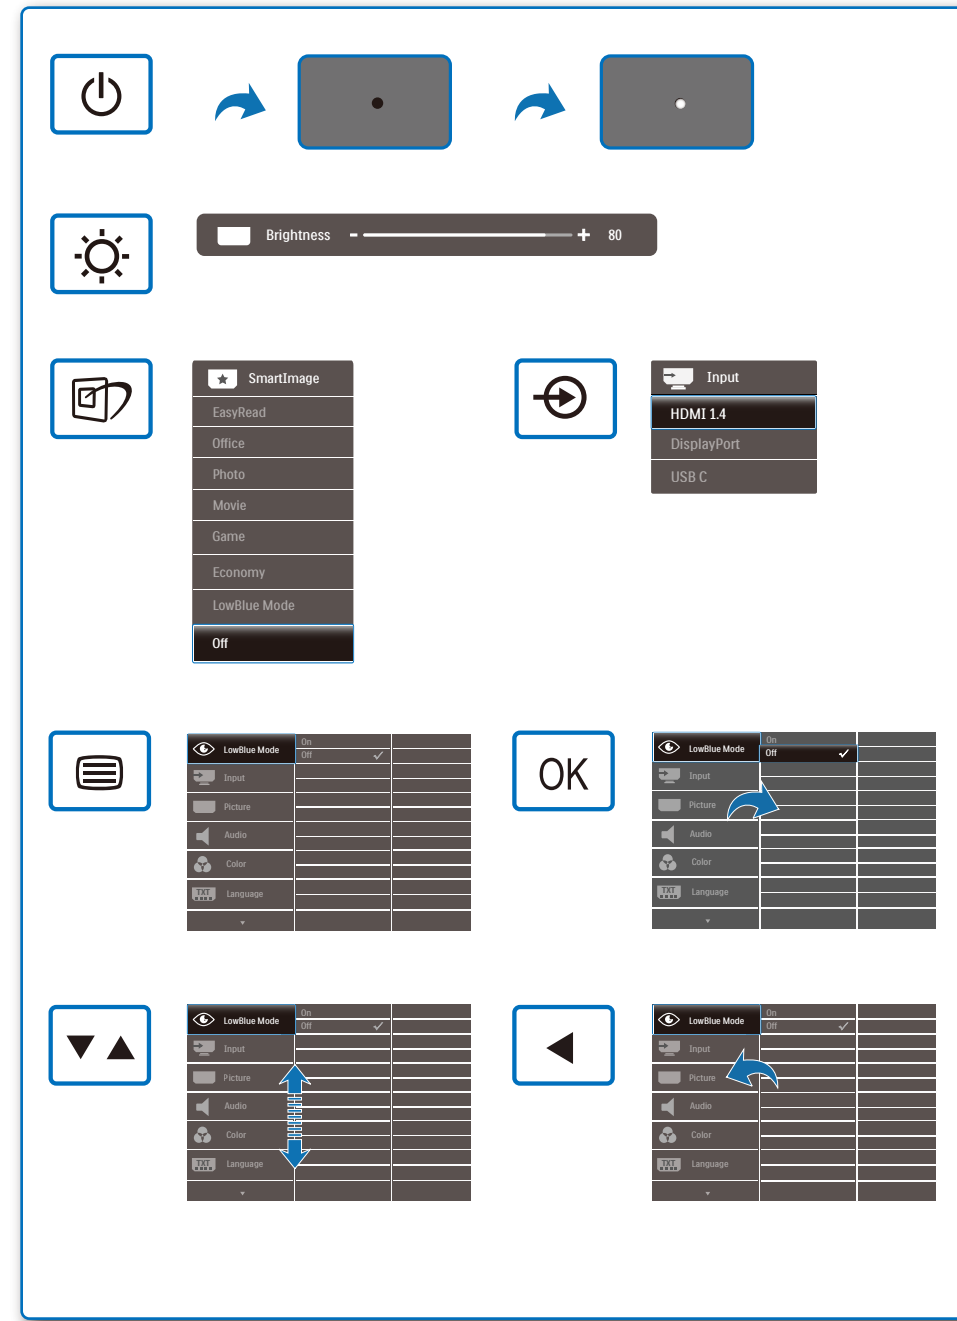 Brightness
80
SmartImage
EasyRead
Office
Photo
Movie
Game
Economy
LowBlue Mode
Off
Input
HDMI 1.4
DisplayPort
USB C
LowBlue Mode
On
Off
Input
Picture
Audio
Color
TXT
Language
OK
LowBlue Mode
On
Off
Input
Picture
Audio
Color
TXT
Language
LowBlue Mode
On
Off
Input
Picture
Audio
Color
TXT
Language
LowBlue Mode
On
Off
Input
Picture
Audio
Color
TXT
Language